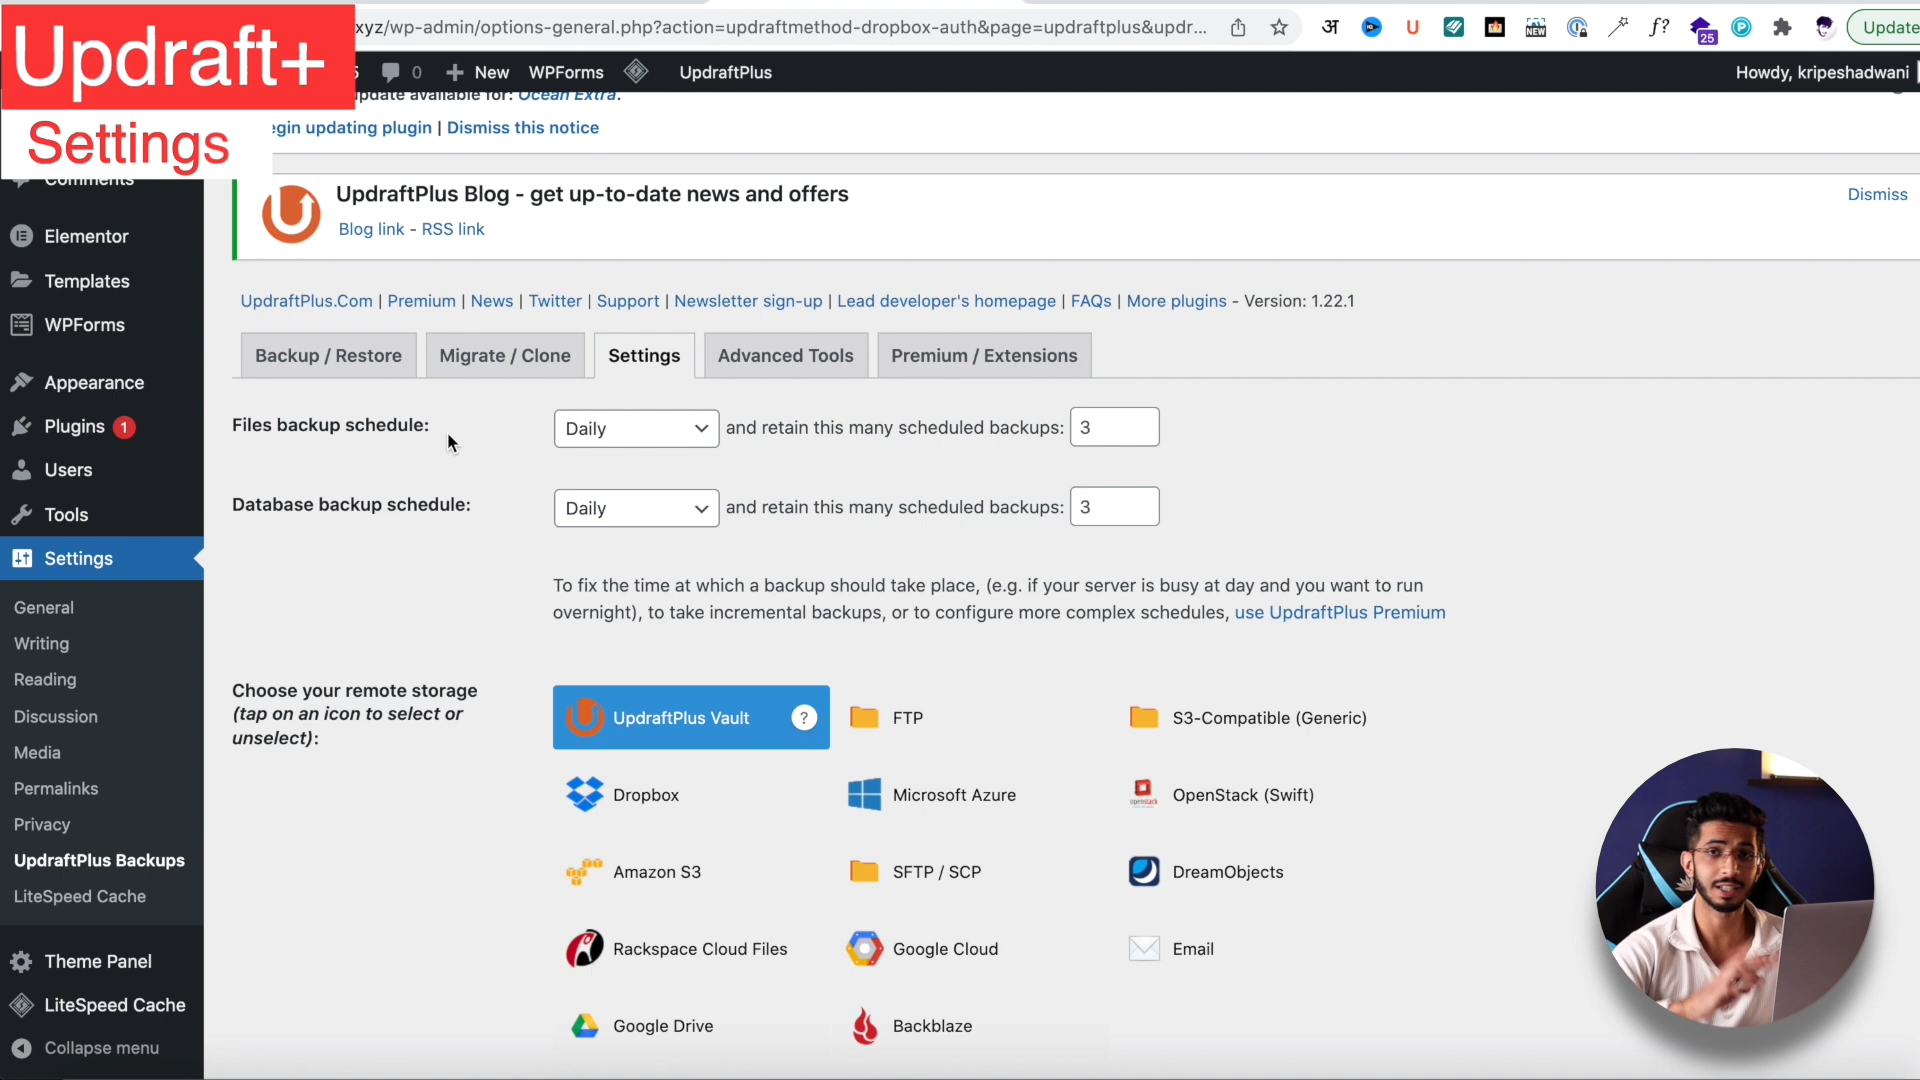 Updraft+
Settings
xyz/wp-admin/options-general.php?action=updraftmethod-dropbox-auth&page=updraftplus&updr...
अ
U
NEW
f?
25
P
Update
5
0
New
WPForms
UpdraftPlus
Howdy, kripeshadwani
update available for: Ocean Extra.
egin updating plugin | Dismiss this notice
UpdraftPlus Blog - get up-to-date news and offers
Dismiss
Blog link - RSS link
UpdraftPlus.Com | Premium | News | Twitter | Support | Newsletter sign-up | Lead developer's homepage | FAQs | More plugins - Version: 1.22.1
Backup / Restore
Migrate / Clone
Settings
Advanced Tools
Premium / Extensions
Comments
Elementor
Templates
WPForms
Appearance
Plugins 1
Users
Tools
Settings
General
Writing
Reading
Discussion
Media
Permalinks
Privacy
UpdraftPlus Backups
LiteSpeed Cache
Theme Panel
LiteSpeed Cache
Collapse menu
Files backup schedule:
Daily
and retain this many scheduled backups:
3
Database backup schedule:
Daily
and retain this many scheduled backups:
3
To fix the time at which a backup should take place, (e.g. if your server is busy at day and you want to run
overnight), to take incremental backups, or to configure more complex schedules, use UpdraftPlus Premium
Choose your remote storage
(tap on an icon to select or
unselect):
UpdraftPlus Vault
?
FTP
S3-Compatible (Generic)
Dropbox
Microsoft Azure
openstack
OpenStack (Swift)
Amazon S3
SFTP / SCP
DreamObjects
Rackspace Cloud Files
Google Cloud
Email
Google Drive
Backblaze